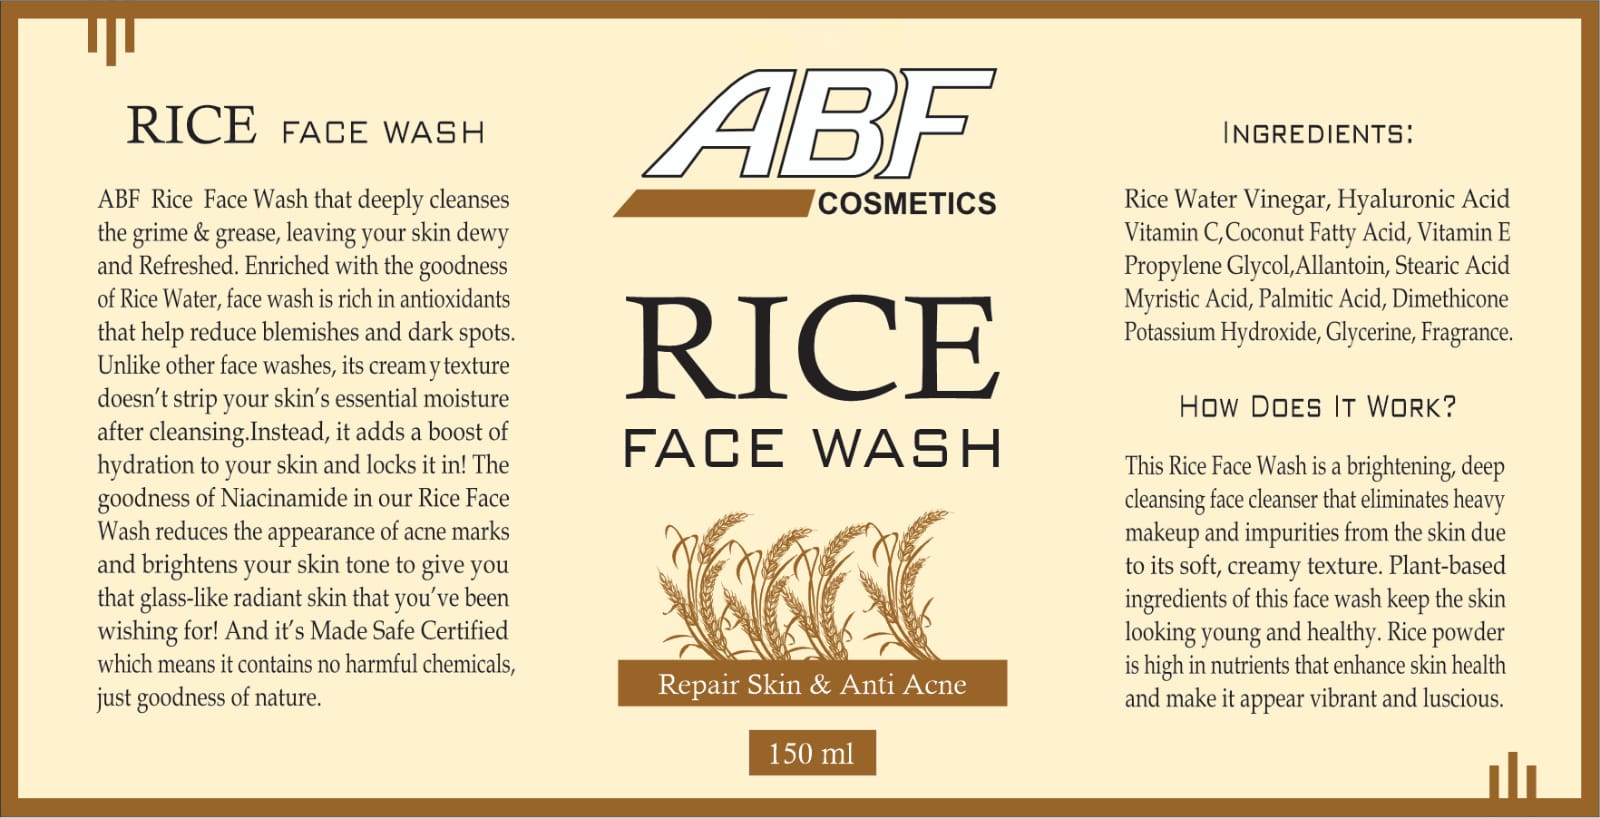 RICE FACE WASH
ABF Rice Face Wash that deeply cleanses
the grime & grease, leaving your skin dewy
and Refreshed. Enriched with the goodness
of Rice Water, face wash is rich in antioxidants
that help reduce blemishes and dark spots.
Unlike other face washes, its creamy texture
doesn't strip your skin's essential moisture
after cleansing.Instead, it adds a boost of
hydration to your skin and locks it in! The
goodness of Niacinamide in our Rice Face
Wash reduces the appearance of acne marks
and brightens your skin tone to give you
that glass-like radiant skin that you've been
wishing for! And it's Made Safe Certified
which means it contains no harmful chemicals,
just goodness of nature.
ABF
COSMETICS
RICE
FACE WASH
Repair Skin & Anti Acne
150 ml
INGREDIENTS:
Rice Water Vinegar, Hyaluronic Acid
Vitamin C,Coconut Fatty Acid, Vitamin E
Propylene Glycol,Allantoin, Stearic Acid
Myristic Acid, Palmitic Acid, Dimethicone
Potassium Hydroxide, Glycerine, Fragrance.
HOW DOES IT WORK?
This Rice Face Wash is a brightening, deep
cleansing face cleanser that eliminates heavy
makeup and impurities from the skin due
to its soft, creamy texture. Plant-based
ingredients of this face wash keep the skin
looking young and healthy. Rice powder
is high in nutrients that enhance skin health
and make it appear vibrant and luscious.